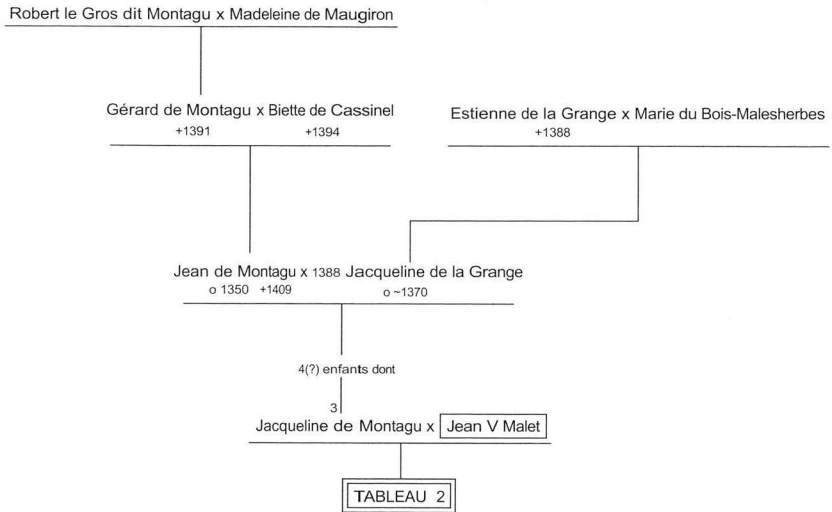 Robert le Gros dit Montagu x Madeleine de Maugiron
Gérard de Montagu x Biette de Cassinel
+1391 +1394
Estienne de la Grange x Marie du Bois-Malesherbes
+1388
Jean de Montagu x 1388 Jacqueline de la Grange
o 1350 +1409 o ~1370
4(?) enfants dont
3
Jacqueline de Montagu x Jean V Malet
TABLEAU 2